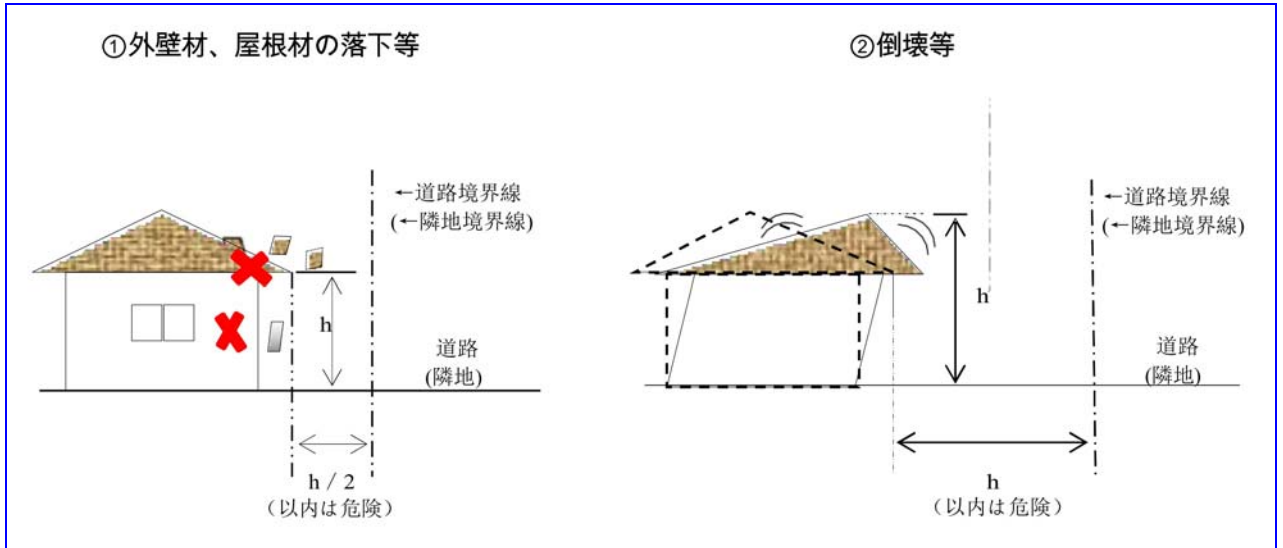 ①外壁材、屋根材の落下等
←道路境界線
(←隣地境界線)
h
道路
(隣地)
h / 2
（以内は危険）
②倒壊等
←道路境界線
(←隣地境界線)
h
道路
(隣地)
h
（以内は危険）